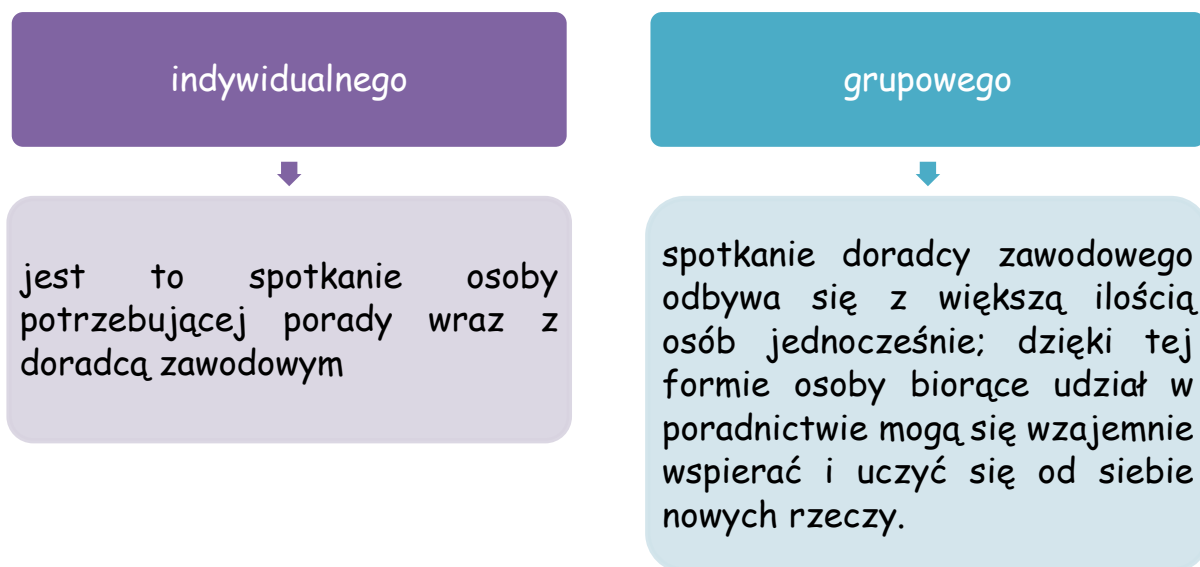 indywidualnego
jest to spotkanie osoby
potrzebującej porady wraz z
doradcą zawodowym
grupowego
spotkanie doradcy zawodowego
odbywa się z większą ilością
osób jednocześnie; dzięki tej
formie osoby biorące udział w
poradnictwie mogą się wzajemnie
wspierać i uczyć się od siebie
nowych rzeczy.